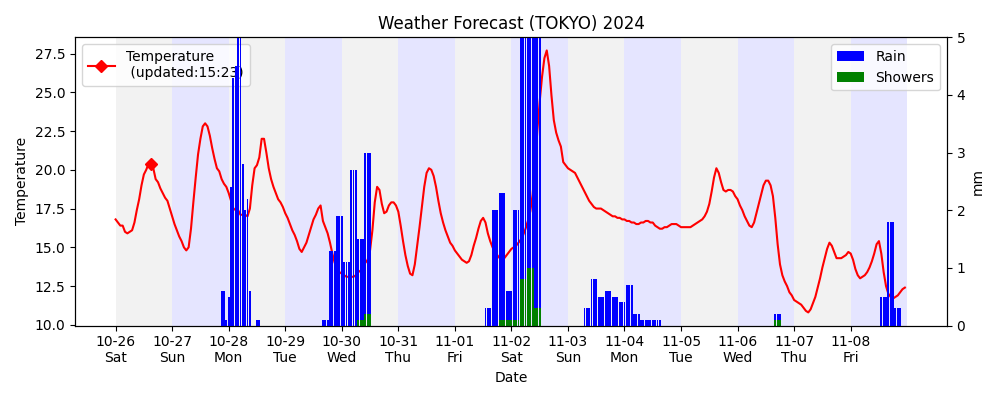 Weather Forecast (TOKYO) 2024
Temperature
(updated:15:23)
Rain
Showers
27.5
25.0
22.5
20.0
17.5
15.0
12.5
10.0
Temperature
5
4
3
2
1
0
mm
10-26 10-27 10-28 10-29 10-30 10-31 11-01 11-02 11-03 11-04 11-05 11-06 11-07 11-08
Sat Sun Mon Tue Wed Thu Fri Sat Sun Mon Tue Wed Thu Fri
Date